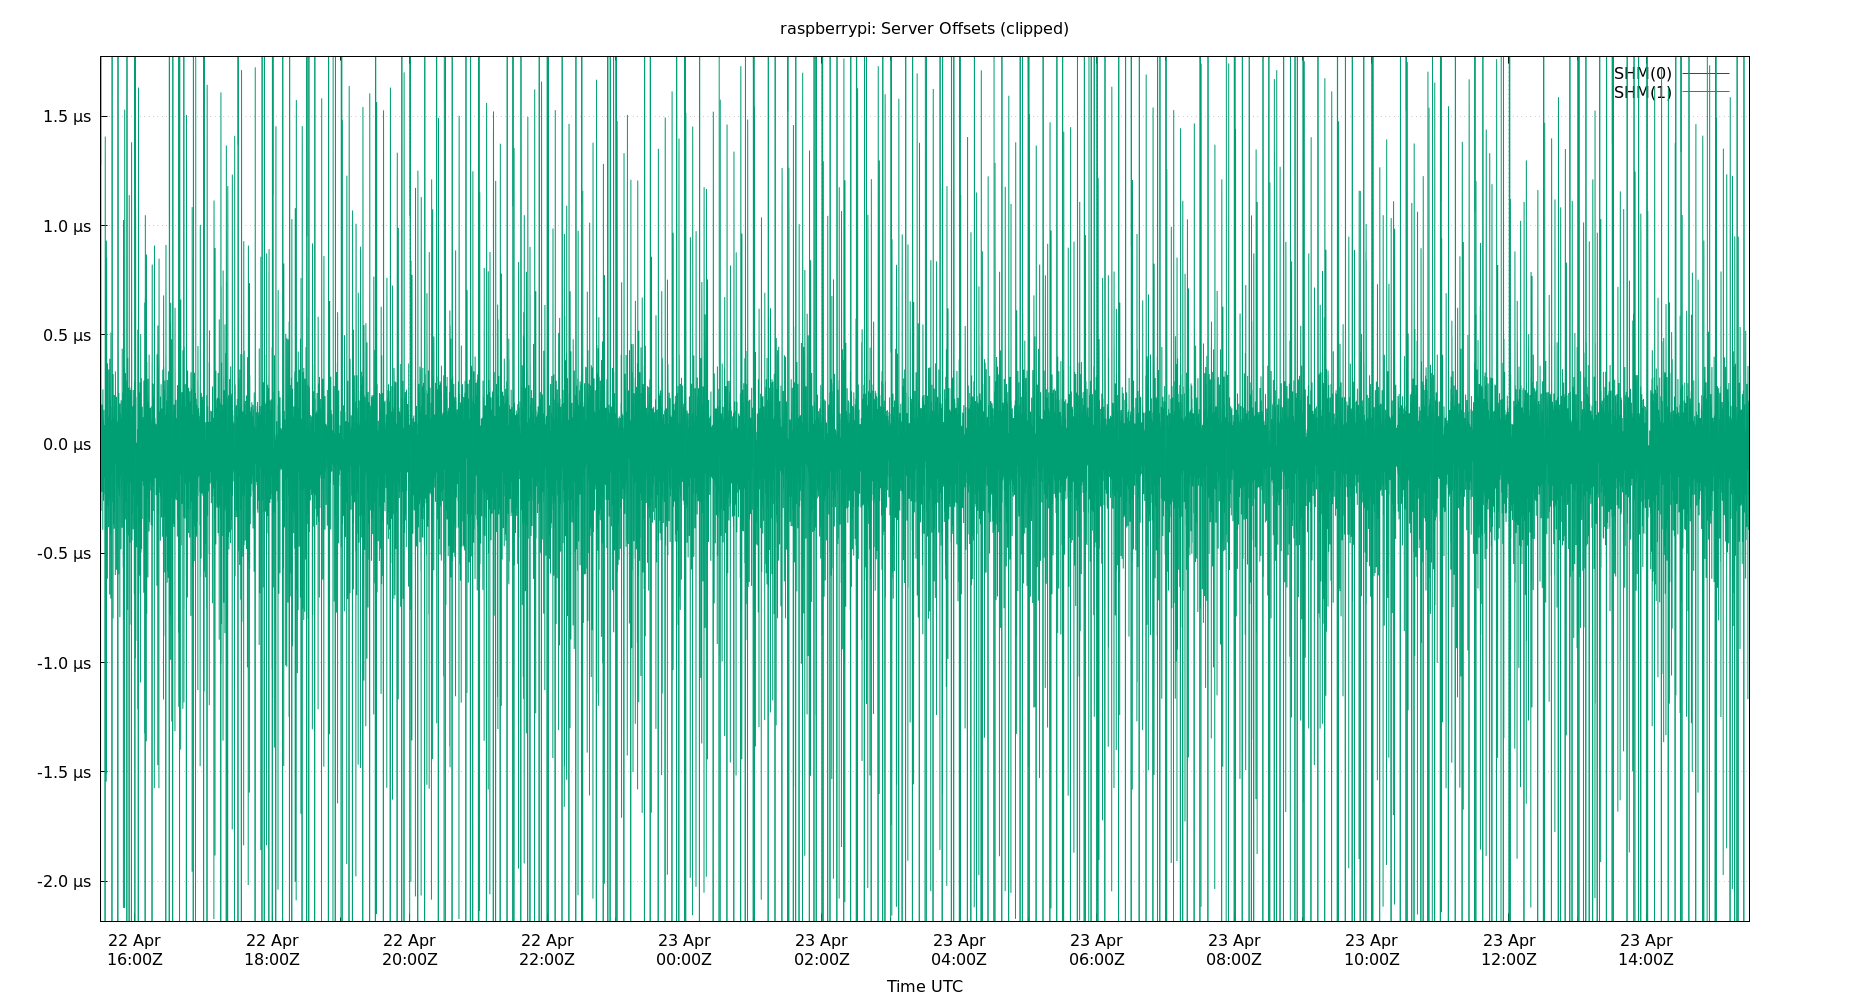 raspberrypi: Server Offsets (clipped)
SHM(0)
SHM(1)
1.5 µs
1.0 µs
0.5 µs
0.0 µs
-0.5 µs
-1.0 µs
-1.5 µs
-2.0 µs
22 Apr 22 Apr 22 Apr 22 Apr 23 Apr 23 Apr 23 Apr 23 Apr 23 Apr 23 Apr 23 Apr 23 Apr
16:00Z 18:00Z 20:00Z 22:00Z 00:00Z 02:00Z 04:00Z 06:00Z 08:00Z 10:00Z 12:00Z 14:00Z
Time UTC